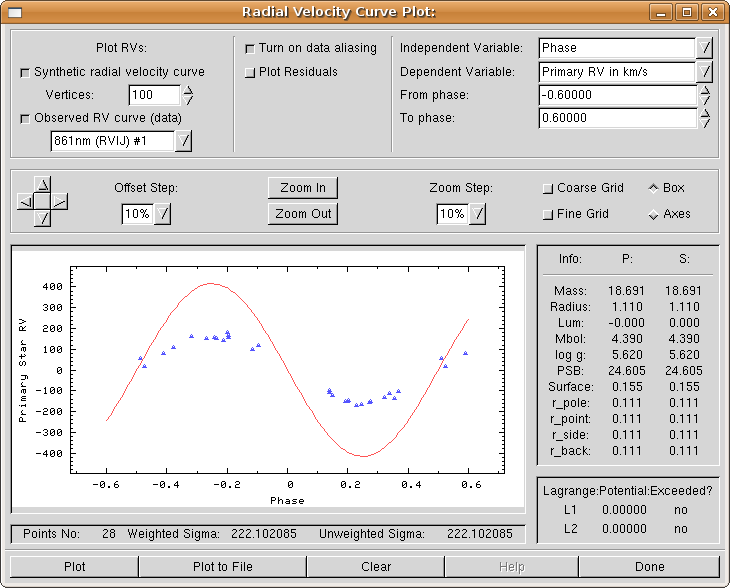 Radial Velocity Curve Plot:
Plot RVs:
Synthetic radial velocity curve
Vertices: 100
Observed RV curve (data)
861nm (RVIJ) #1
Turn on data aliasing
Plot Residuals
Independent Variable: Phase
Dependent Variable: Primary RV in km/s
From phase: -0.60000
To phase: 0.60000
Offset Step:
10%
Zoom In
Zoom Out
Zoom Step:
10%
Coarse Grid
Fine Grid
Box
Axes
Primary Star RV
400
300
200
100
0
-100
-200
-300
-400
-0.6 -0.4 -0.2 0 0.2 0.4 0.6
Phase
Info: P: S:
Mass: 18.691 18.691
Radius: 1.110 1.110
Lum: -0.000 0.000
Mbol: 4.390 4.390
log g: 5.620 5.620
PSB: 24.605 24.605
Surface: 0.155 0.155
r_pole: 0.111 0.111
r_point: 0.111 0.111
r_side: 0.111 0.111
r_back: 0.111 0.111
Lagrange:Potential:Exceeded?
L1 0.00000 no
L2 0.00000 no
Points No: 28 Weighted Sigma: 222.102085 Unweighted Sigma: 222.102085
Plot Plot to File Clear Help Done